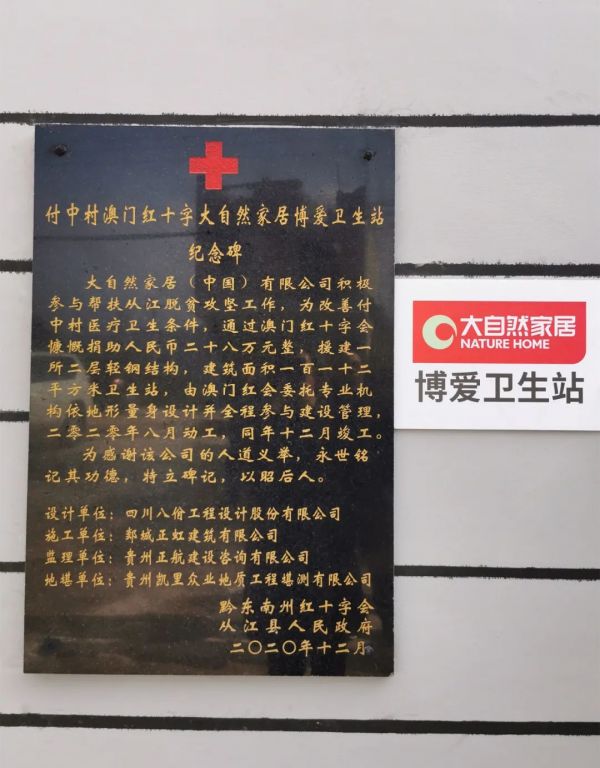 付中村澳门红十字大自然家居博爱卫生站
纪念碑
大自然家居（中国）有限公司积极
参与帮扶从江脱贫攻坚工作，为改善付
中村医疗卫生条件，通过澳门红十字会
慷慨捐助人民币二十八万元整，援建一
所二层轻钢结构，建筑面积一百一十二
平方米卫生站，由澳门红会委托专业机
构依地形量身设计并全程参与建设管理，
二零二零年八月动工，同年十二月竣工。
为感谢该公司的人道义举，永世铭
记其功德，特立碑记，以昭后人。
设计单位：四川八佾工程设计股份有限公司
施工单位：郯城正虹建筑有限公司
监理单位：贵州正航建设咨询有限公司
地堪单位：贵州凯里众业地质工程堪测有限公司
黔东南州红十字会
从江县人民政府
二〇二〇年十二月
大自然家居
NATURE HOME
博爱卫生站